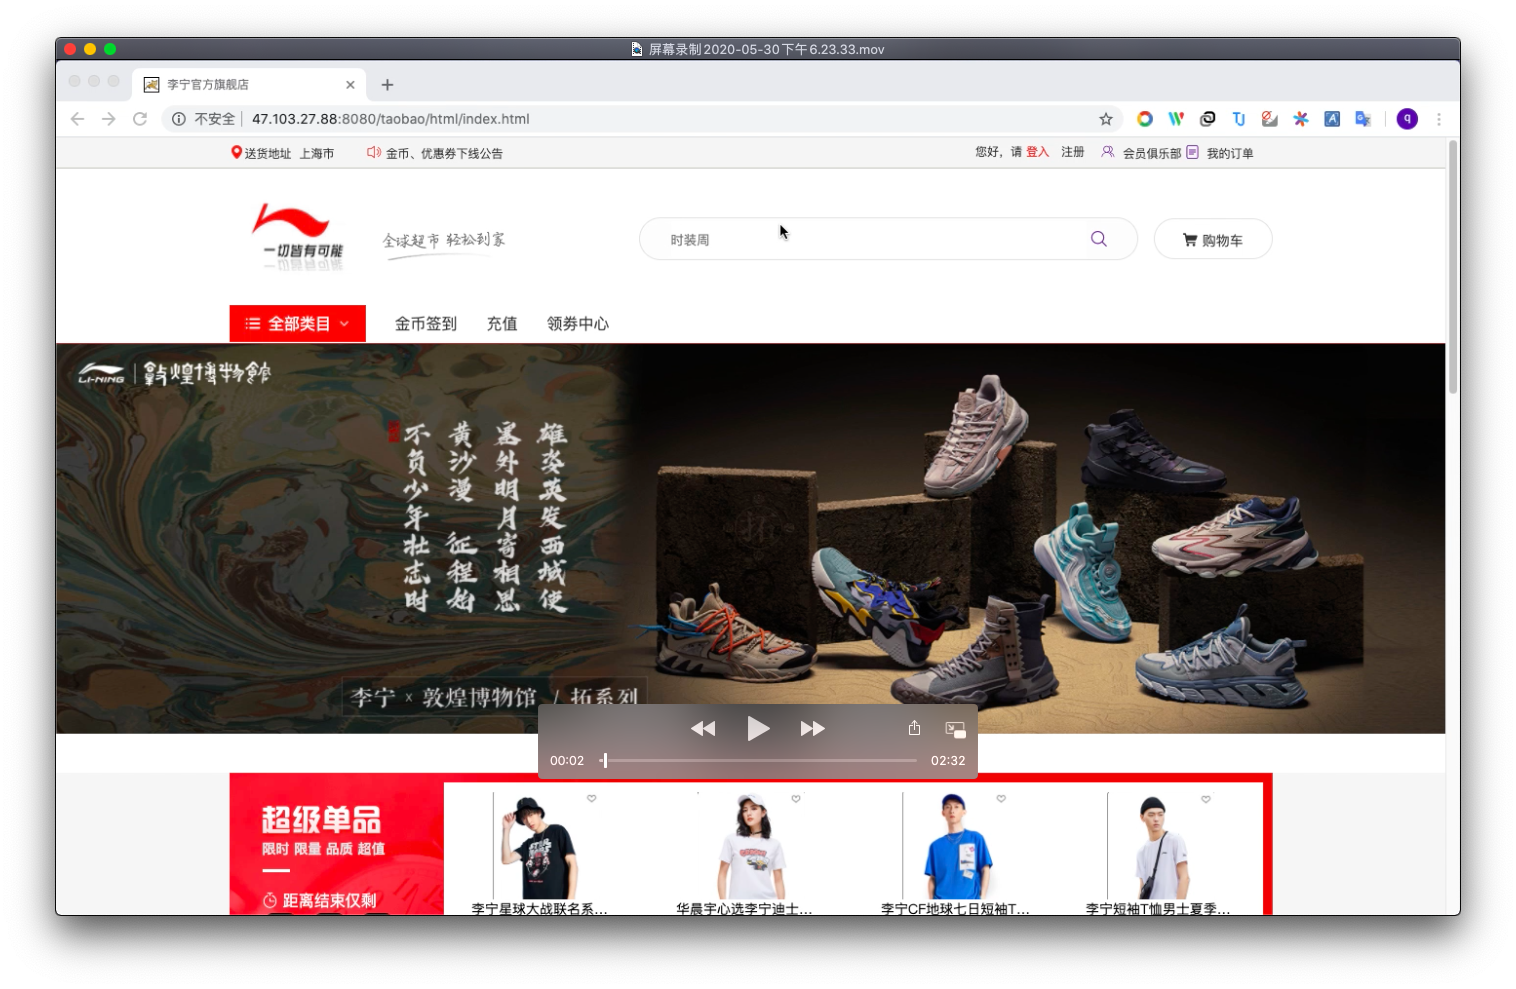 屏幕录制2020-05-30下午6.23.33.mov
李宁官方旗舰店
不安全 47.103.27.88:8080/taobao/html/index.html
送货地址 上海市 金币、优惠券下线公告 您好，请 登入 注册 会员俱乐部 我的订单
一切皆有可能
全球超市 轻松到家
时装周
购物车
全部类目 金币签到 充值 领券中心
LI-NING 敦煌博物館
雄姿英发西域使
塞外明月寄相思
黄沙漫 征程始
不负少年壮志时
李宁 × 敦煌博物馆 / 拓系列
00:02 02:32
超级单品
限时 限量 品质 超值
距离结束仅剩
李宁星球大战联名系...
华晨宇心选李宁迪士...
李宁CF地球七日短袖T...
李宁短袖T恤男士夏季...